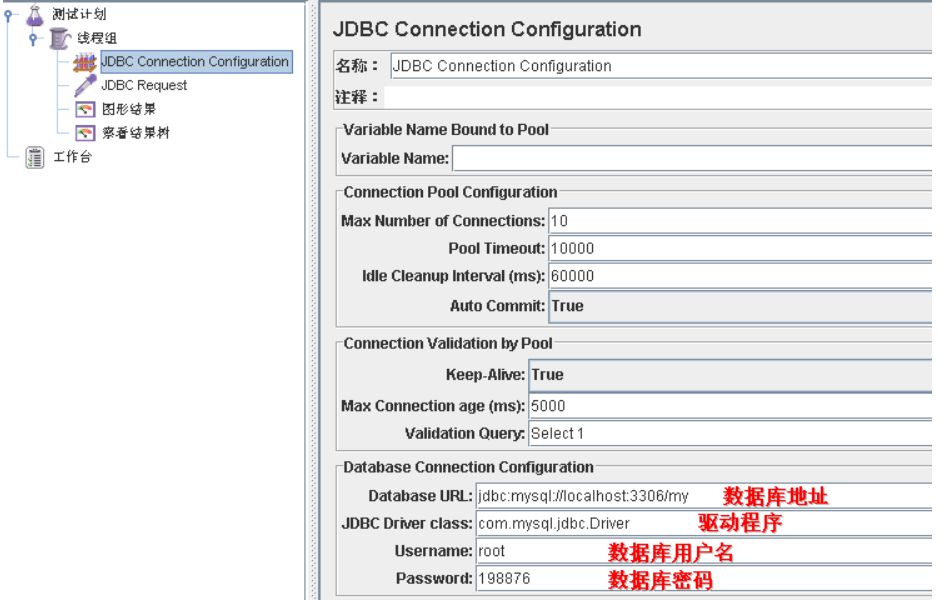 测试计划
线程组
JDBC Connection Configuration
JDBC Request
图形结果
察看结果树
工作台
JDBC Connection Configuration
名称： JDBC Connection Configuration
注释：
Variable Name Bound to Pool
Variable Name:
Connection Pool Configuration
Max Number of Connections: 10
Pool Timeout: 10000
Idle Cleanup Interval (ms): 60000
Auto Commit: True
Connection Validation by Pool
Keep-Alive: True
Max Connection age (ms): 5000
Validation Query: Select 1
Database Connection Configuration
Database URL: jdbc:mysql://localhost:3306/my 数据库地址
JDBC Driver class: com.mysql.jdbc.Driver 驱动程序
Username: root 数据库用户名
Password: 198876 数据库密码